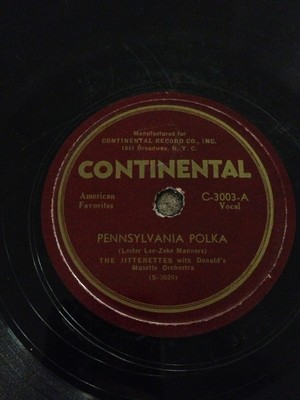 Manufactured for
CONTINENTAL RECORD CO., INC.
1841 Broadway, N. Y. C.
CONTINENTAL
American
Favorites
C-3003-A
Vocal
PENNSYLVANIA POLKA
(Lester Lee-Zeke Manners)
THE JITTERETTES with Donald's
Musette Orchestra
(S-3029)